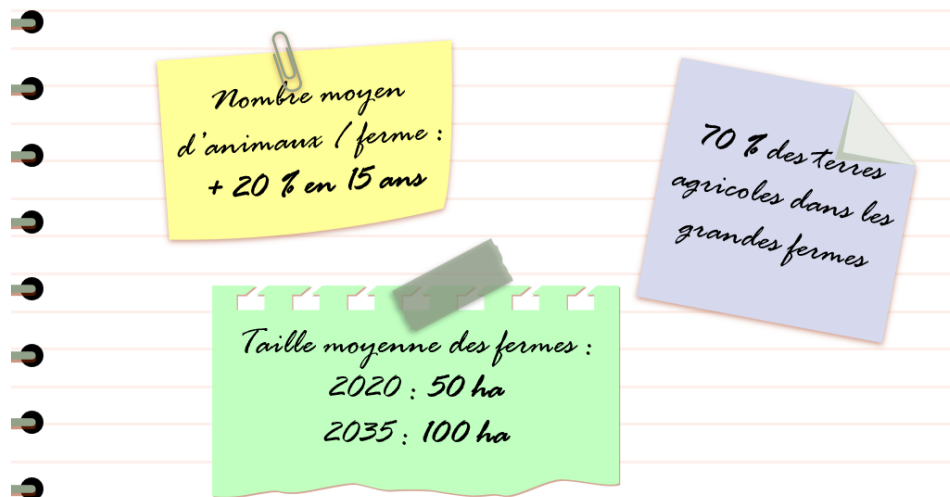 Nombre moyen
d'animaux / ferme :
+ 20 % en 15 ans
70 % des terres
agricoles dans les
grandes fermes
Taille moyenne des fermes :
2020 : 50 ha
2035 : 100 ha